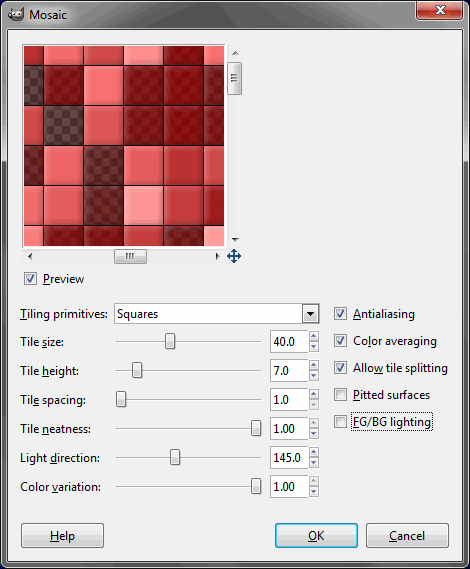 Mosaic
Preview
Tiling primitives: Squares
Antialiasing
Tile size: 40.0
Color averaging
Tile height: 7.0
Allow tile splitting
Tile spacing: 1.0
Pitted surfaces
Tile neatness: 1.00
FG/BG lighting
Light direction: 145.0
Color variation: 1.00
Help
OK
Cancel